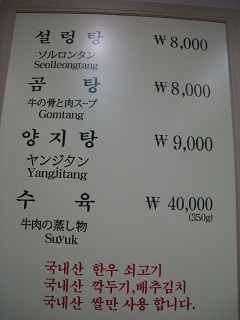 설렁탕 ₩ 8,000
ソルロンタン
Seolleongtang
곰 탕 ₩ 8,000
牛の骨と肉スープ
Gomtang
양지탕 ₩ 9,000
ヤンジタン
YangJitang
수 육 ₩ 40,000
(350g)
牛肉の蒸し物
Suyuk
국내산 한우 쇠고기
국내산 깍두기,배추김치
국내산 쌀만 사용 합니다.